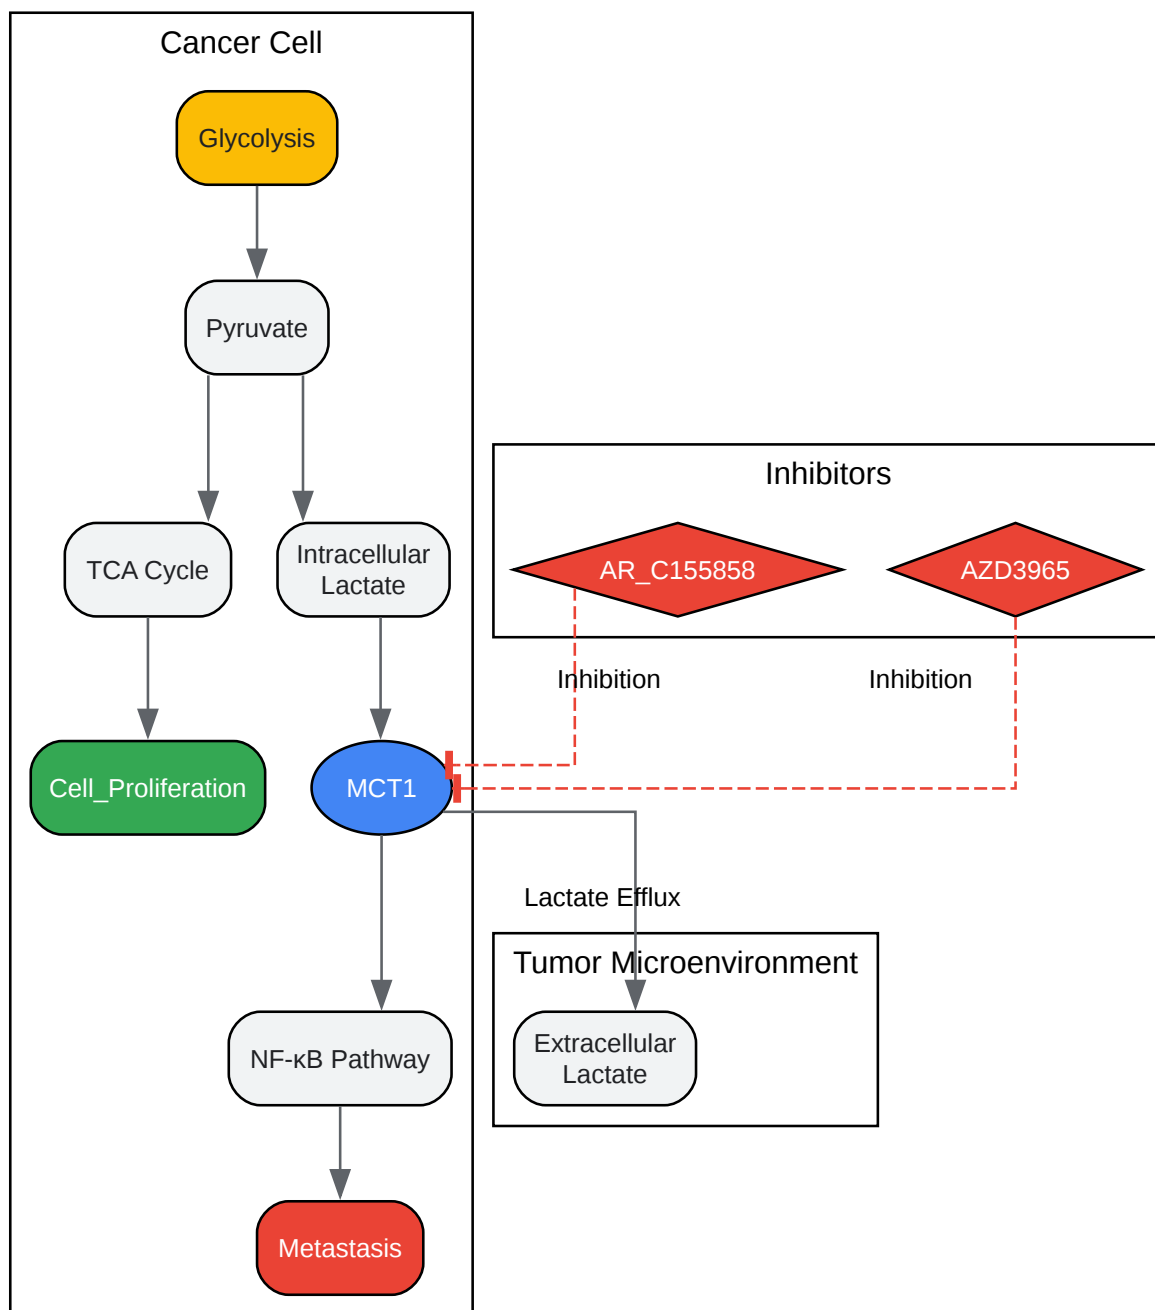 Cancer Cell
Glycolysis
Pyruvate
Inhibitors
TCA Cycle
Intracellular
Lactate
AR_C155858
AZD3965
Inhibition
Inhibition
Cell_Proliferation
MCT1
Lactate Efflux
Tumor Microenvironment
NF-κB Pathway
Extracellular
Lactate
Metastasis